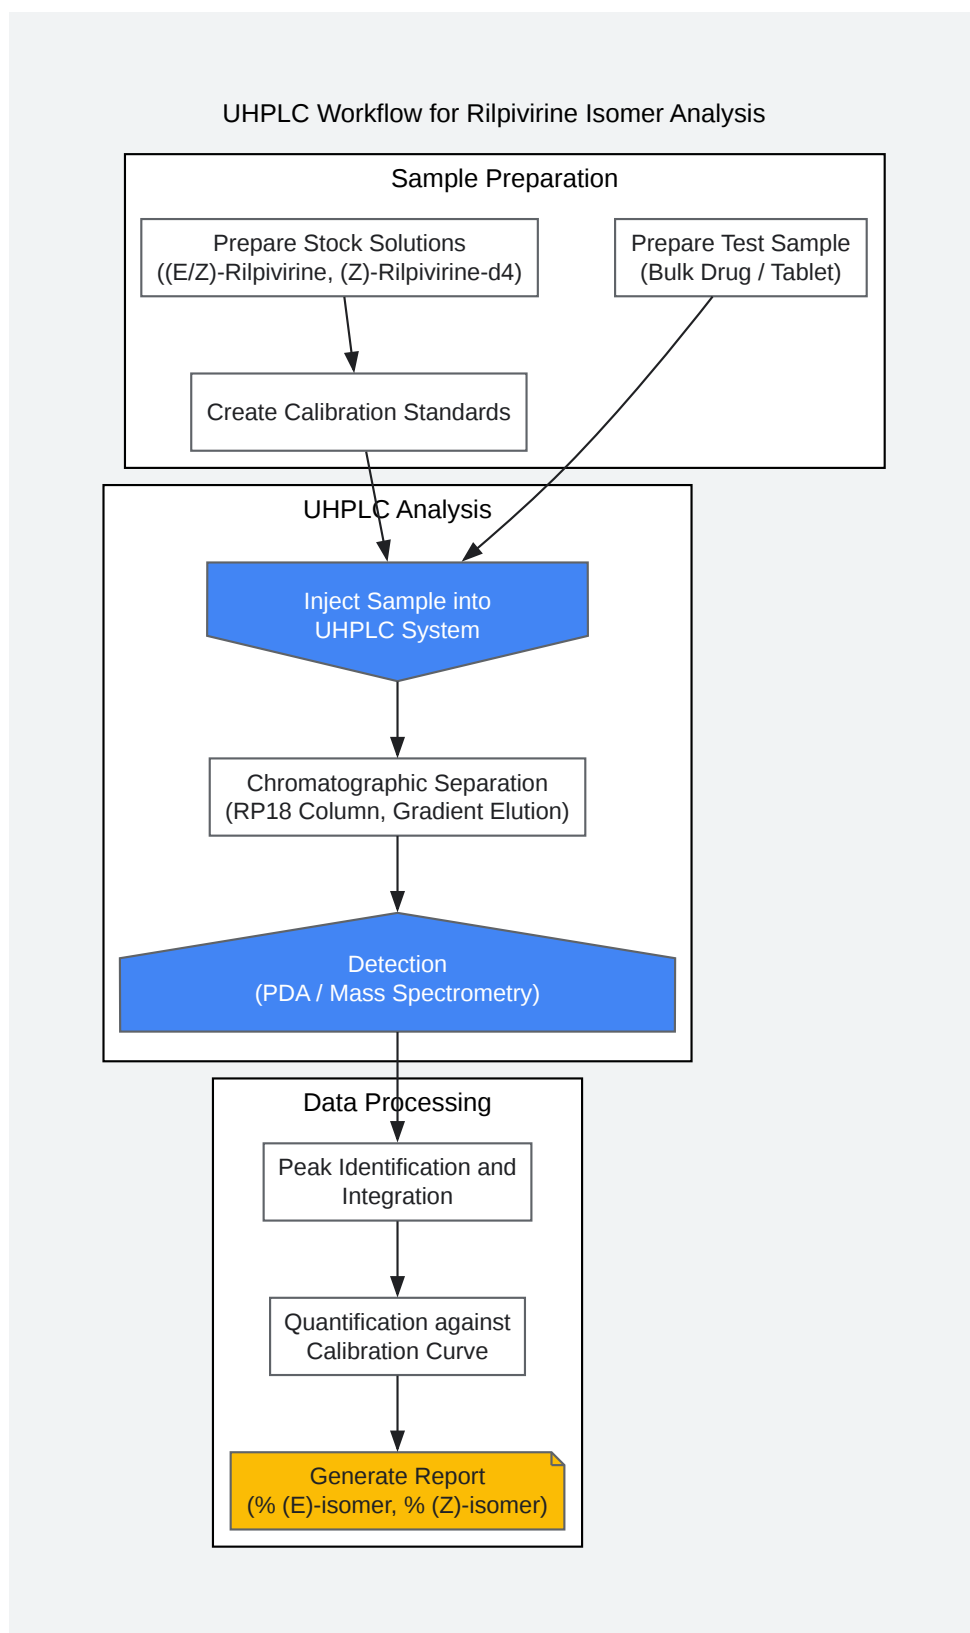 UHPLC Workflow for Rilpivirine Isomer Analysis
Sample Preparation
Prepare Stock Solutions
((E/Z)-Rilpivirine, (Z)-Rilpivirine-d4)
Prepare Test Sample
(Bulk Drug / Tablet)
Create Calibration Standards
UHPLC Analysis
Inject Sample into
UHPLC System
Chromatographic Separation
(RP18 Column, Gradient Elution)
Detection
(PDA / Mass Spectrometry)
Data Processing
Peak Identification and
Integration
Quantification against
Calibration Curve
Generate Report
(% (E)-isomer, % (Z)-isomer)